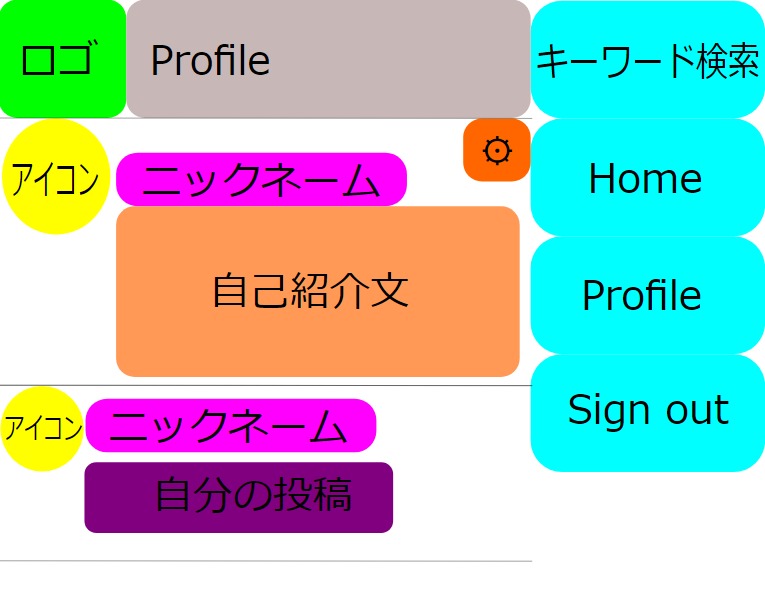 ロゴ
Profile
キーワード検索
アイコン
ニックネーム
Home
自己紹介文
Profile
アイコン
ニックネーム
Sign out
自分の投稿